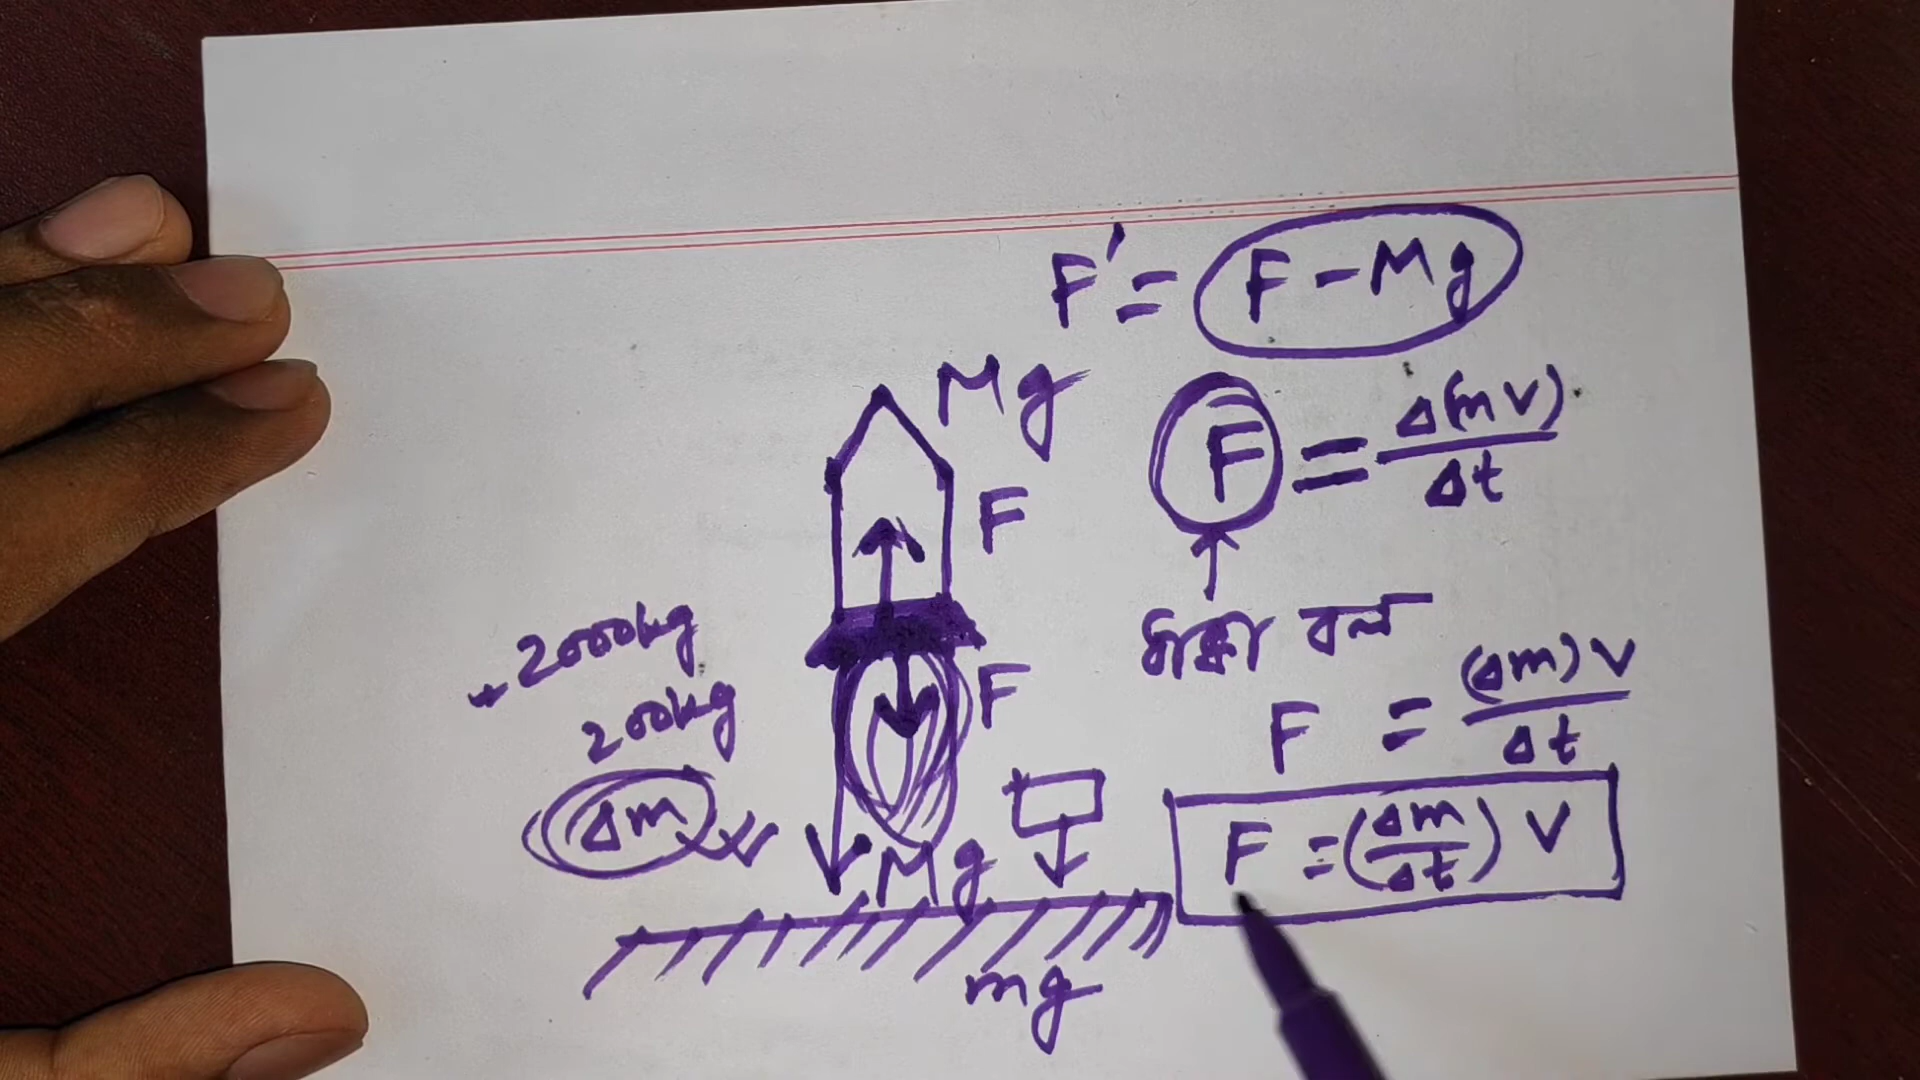 F' = F - Mg
Mg
F = Δ(mv)/Δt
F
ধাক্কা বল
2000kg
F
F = (Δm)v/Δt
200kg
Δm
F = (Δm/Δt) v
Mg
mg